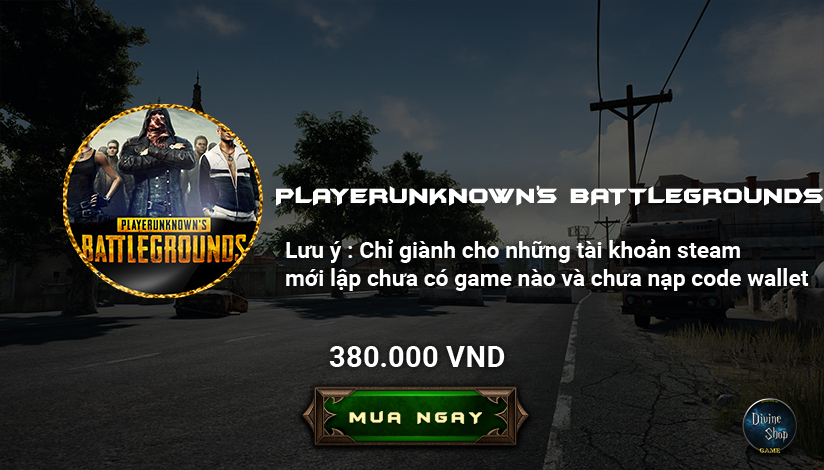 PLAYERUNKNOWN'S
BATTLEGROUNDS
PLAYERUNKNOWN'S BATTLEGROUNDS
Lưu ý : Chỉ giành cho những tài khoản steam
mới lập chưa có game nào và chưa nạp code wallet
380.000 VND
MUA NGAY
Divine
Shop
GAME